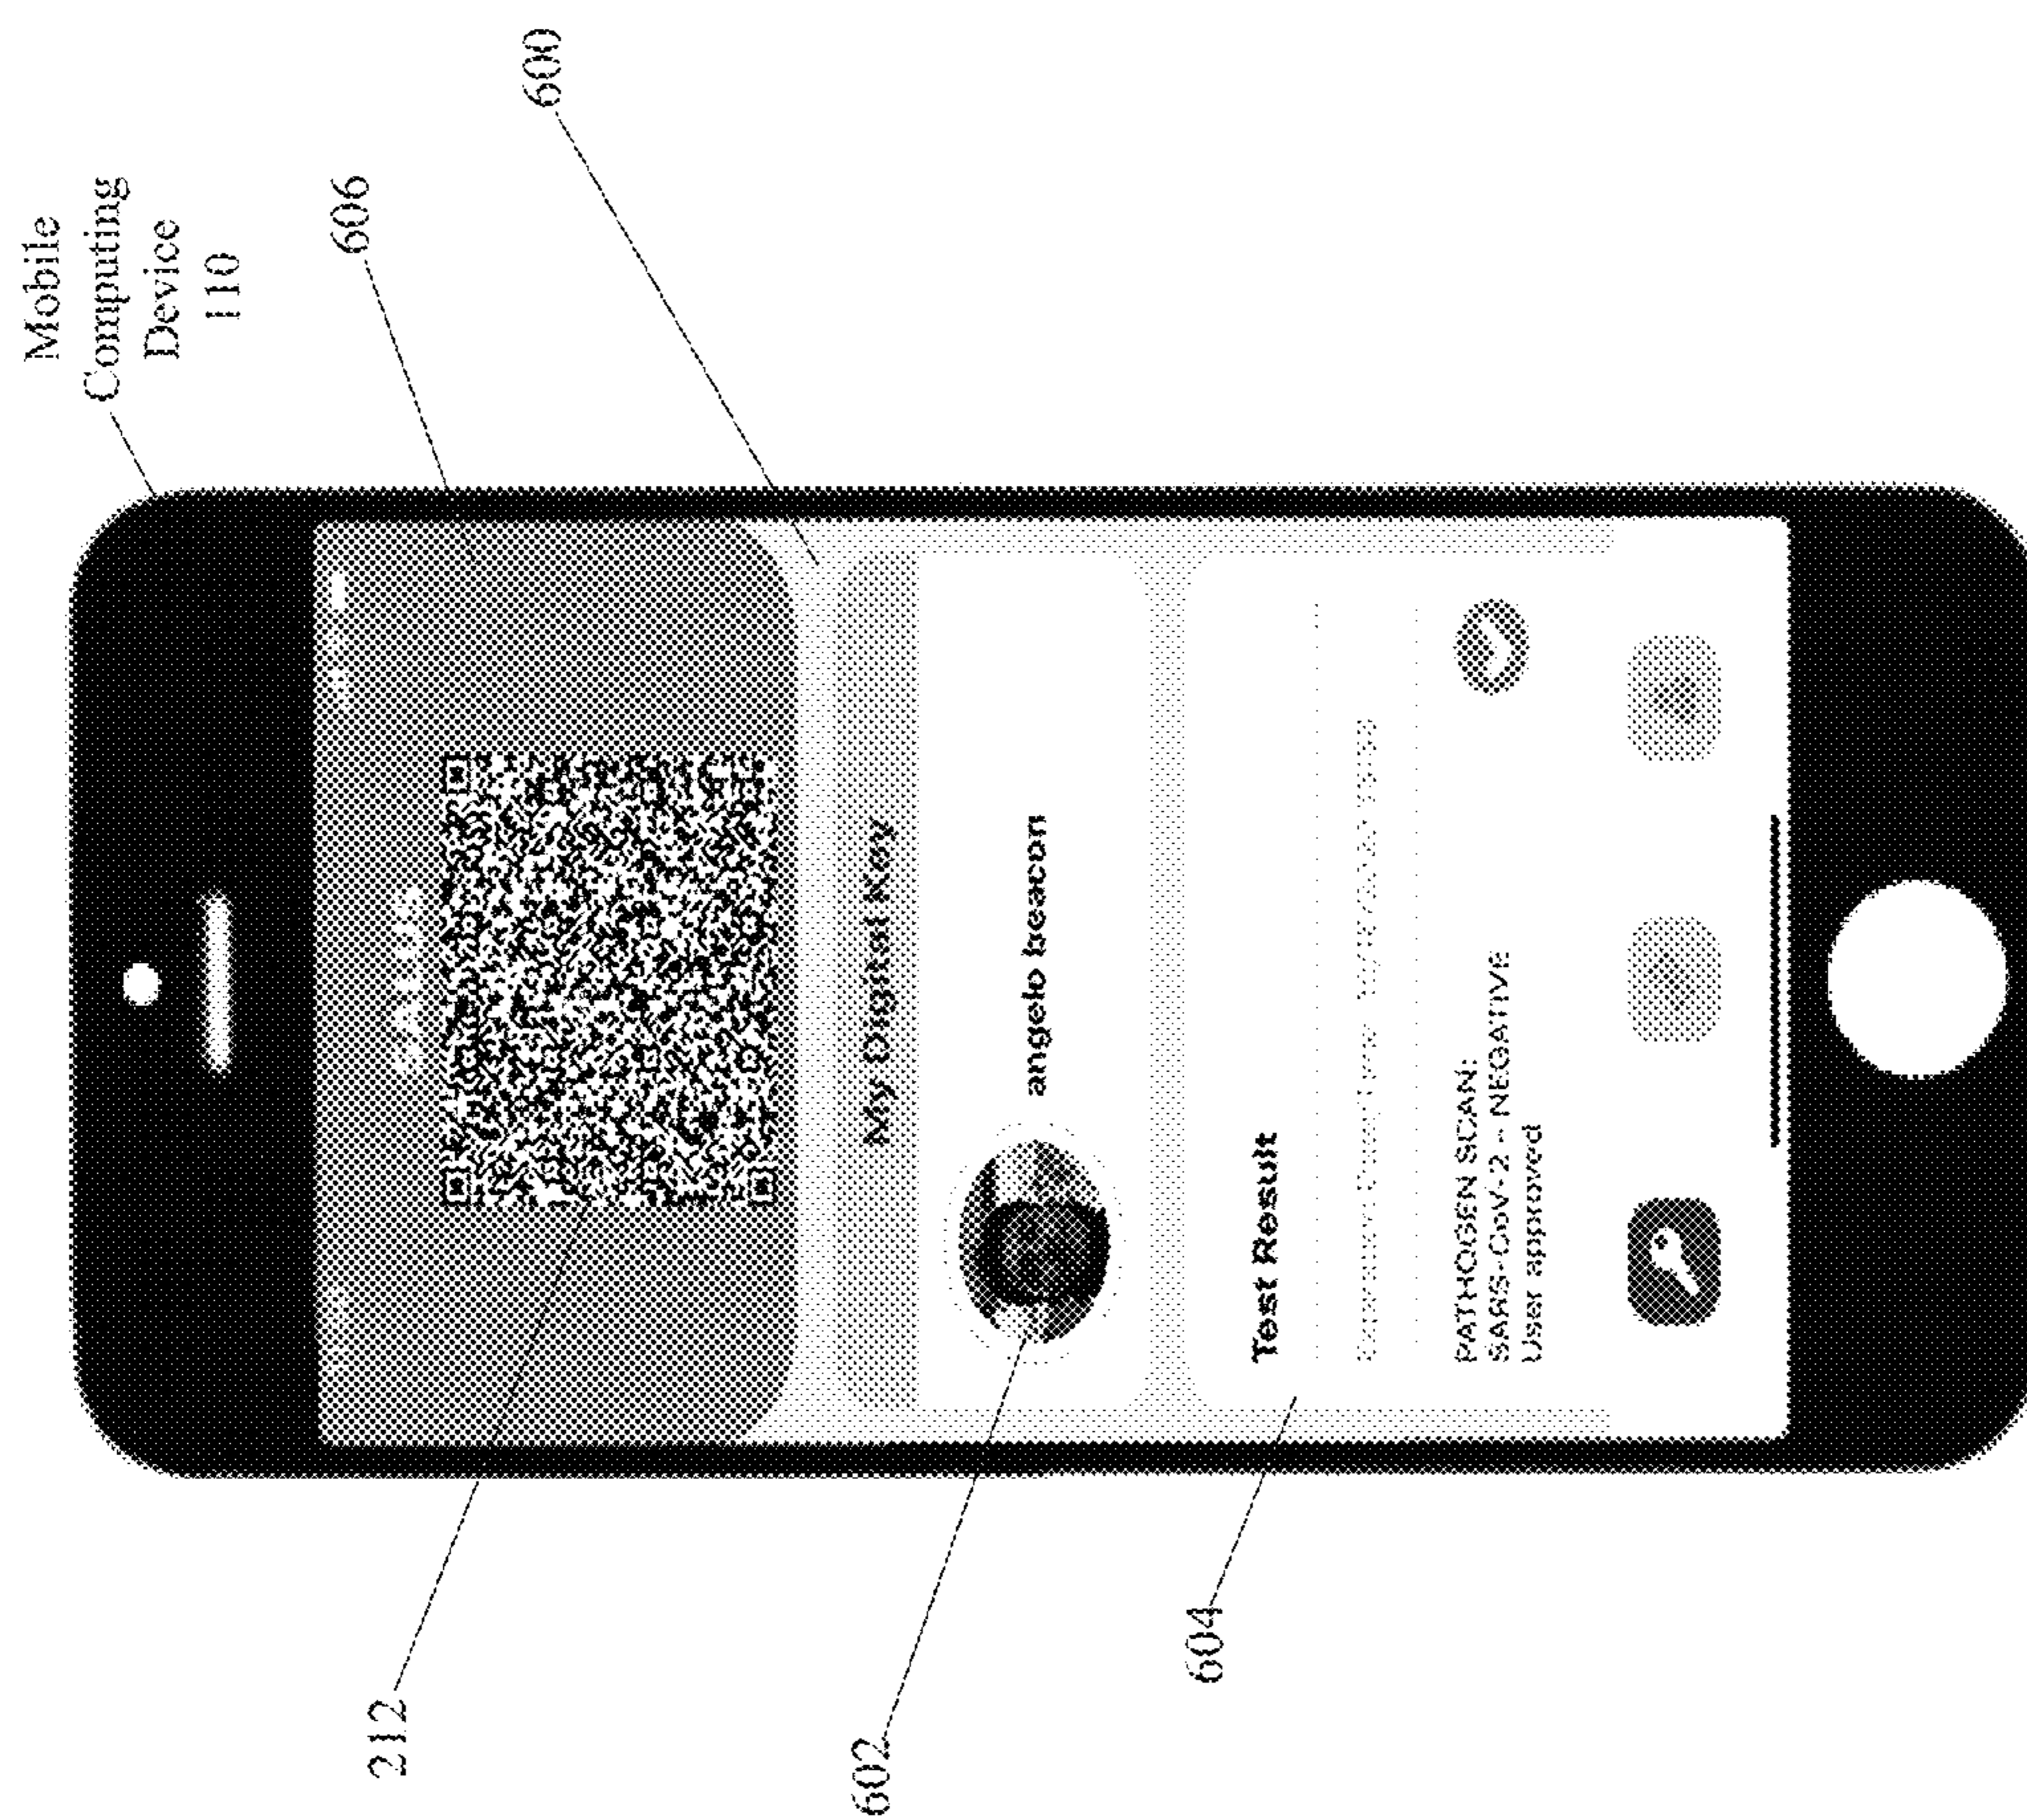 Mobile
Computing
Device
110
606
600
212
SALUS
My Digital Key
602
angelo beacon
604
Test Result
PATHOGEN SCAN:
SARS-CoV-2 - NEGATIVE
User approved